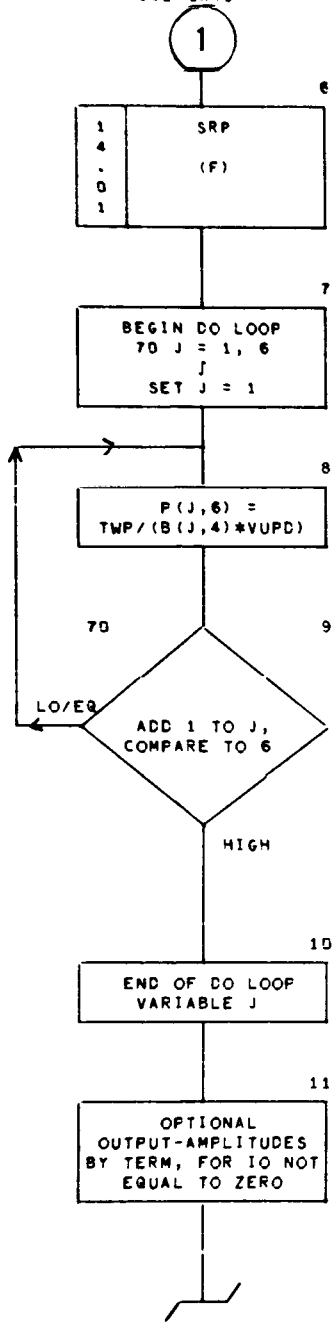 1
6
1
4
.
0
1
SRP
(F)
7
BEGIN DO LOOP
70 J = 1, 6
SET J = 1
8
P(J,6) =
TWP/(B(J,4)*VUPD)
70
9
LO/EQ
ADD 1 TO J,
COMPARE TO 6
HIGH
10
END OF DO LOOP
VARIABLE J
11
OPTIONAL
OUTPUT-AMPLITUDES
BY TERM, FOR IO NOT
EQUAL TO ZERO